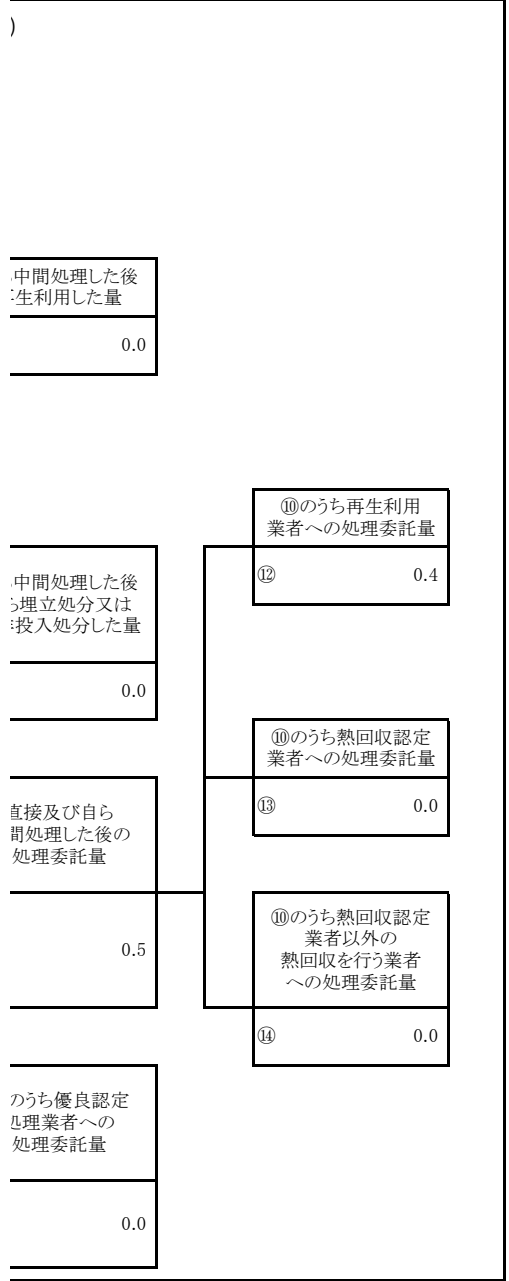 )
中間処理した後
生利用した量
0.0
⑩のうち再生利用
業者への処理委託量
⑫ 0.4
中間処理した後
ら埋立処分又は
投入処分した量
0.0
⑩のうち熱回収認定
業者への処理委託量
⑬ 0.0
直接及び自ら
間処理した後の
処理委託量
0.5
⑩のうち熱回収認定
業者以外の
熱回収を行う業者
への処理委託量
⑭ 0.0
のうち優良認定
処理業者への
処理委託量
0.0